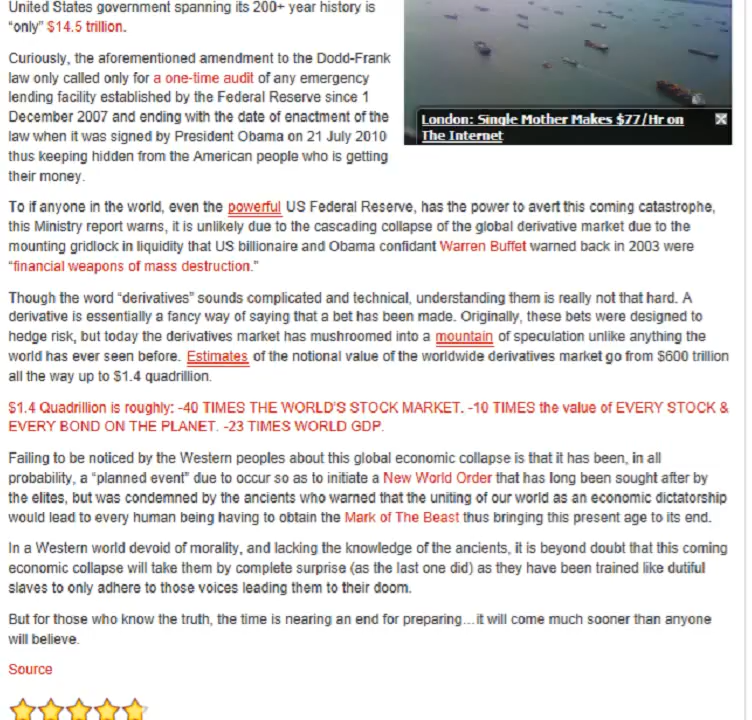 United States government spanning its 200+ year history is
“only” $14.5 trillion.
Curiously, the aforementioned amendment to the Dodd-Frank
law only called only for a one-time audit of any emergency
lending facility established by the Federal Reserve since 1
December 2007 and ending with the date of enactment of the
law when it was signed by President Obama on 21 July 2010
thus keeping hidden from the American people who is getting
their money.
London: Single Mother Makes $77/Hr on
The Internet
To if anyone in the world, even the powerful US Federal Reserve, has the power to avert this coming catastrophe,
this Ministry report warns, it is unlikely due to the cascading collapse of the global derivative market due to the
mounting gridlock in liquidity that US billionaire and Obama confidant Warren Buffet warned back in 2003 were
“financial weapons of mass destruction.”
Though the word “derivatives” sounds complicated and technical, understanding them is really not that hard. A
derivative is essentially a fancy way of saying that a bet has been made. Originally, these bets were designed to
hedge risk, but today the derivatives market has mushroomed into a mountain of speculation unlike anything the
world has ever seen before. Estimates of the notional value of the worldwide derivatives market go from $600 trillion
all the way up to $1.4 quadrillion.
$1.4 Quadrillion is roughly: -40 TIMES THE WORLD’S STOCK MARKET. -10 TIMES the value of EVERY STOCK &
EVERY BOND ON THE PLANET. -23 TIMES WORLD GDP.
Failing to be noticed by the Western peoples about this global economic collapse is that it has been, in all
probability, a “planned event” due to occur so as to initiate a New World Order that has long been sought after by
the elites, but was condemned by the ancients who warned that the uniting of our world as an economic dictatorship
would lead to every human being having to obtain the Mark of The Beast thus bringing this present age to its end.
In a Western world devoid of morality, and lacking the knowledge of the ancients, it is beyond doubt that this coming
economic collapse will take them by complete surprise (as the last one did) as they have been trained like dutiful
slaves to only adhere to those voices leading them to their doom.
But for those who know the truth, the time is nearing an end for preparing…it will come much sooner than anyone
will believe.
Source